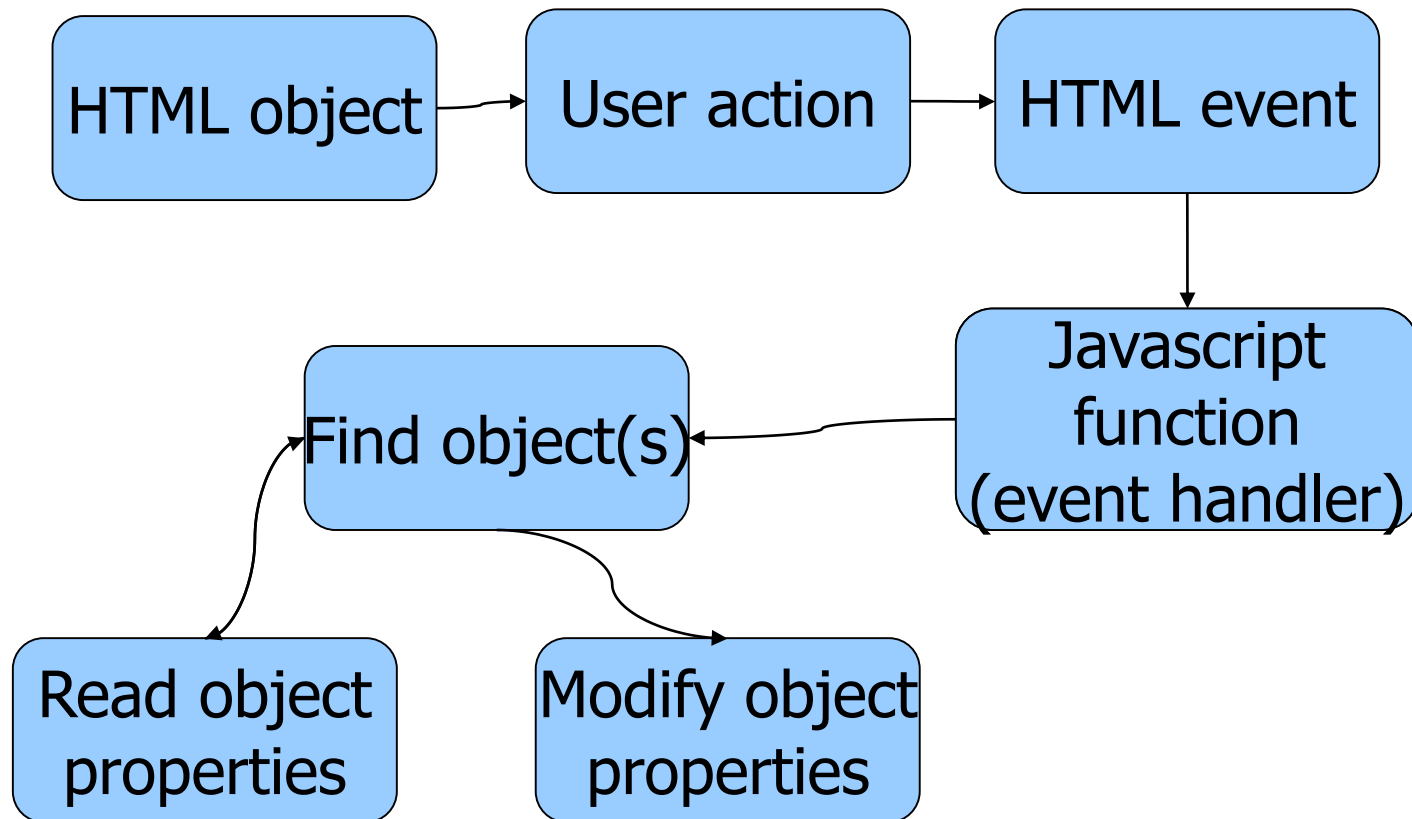 HTML object
User action
HTML event
Javascript
function
(event handler)
Find object(s)
Read object
properties
Modify object
properties